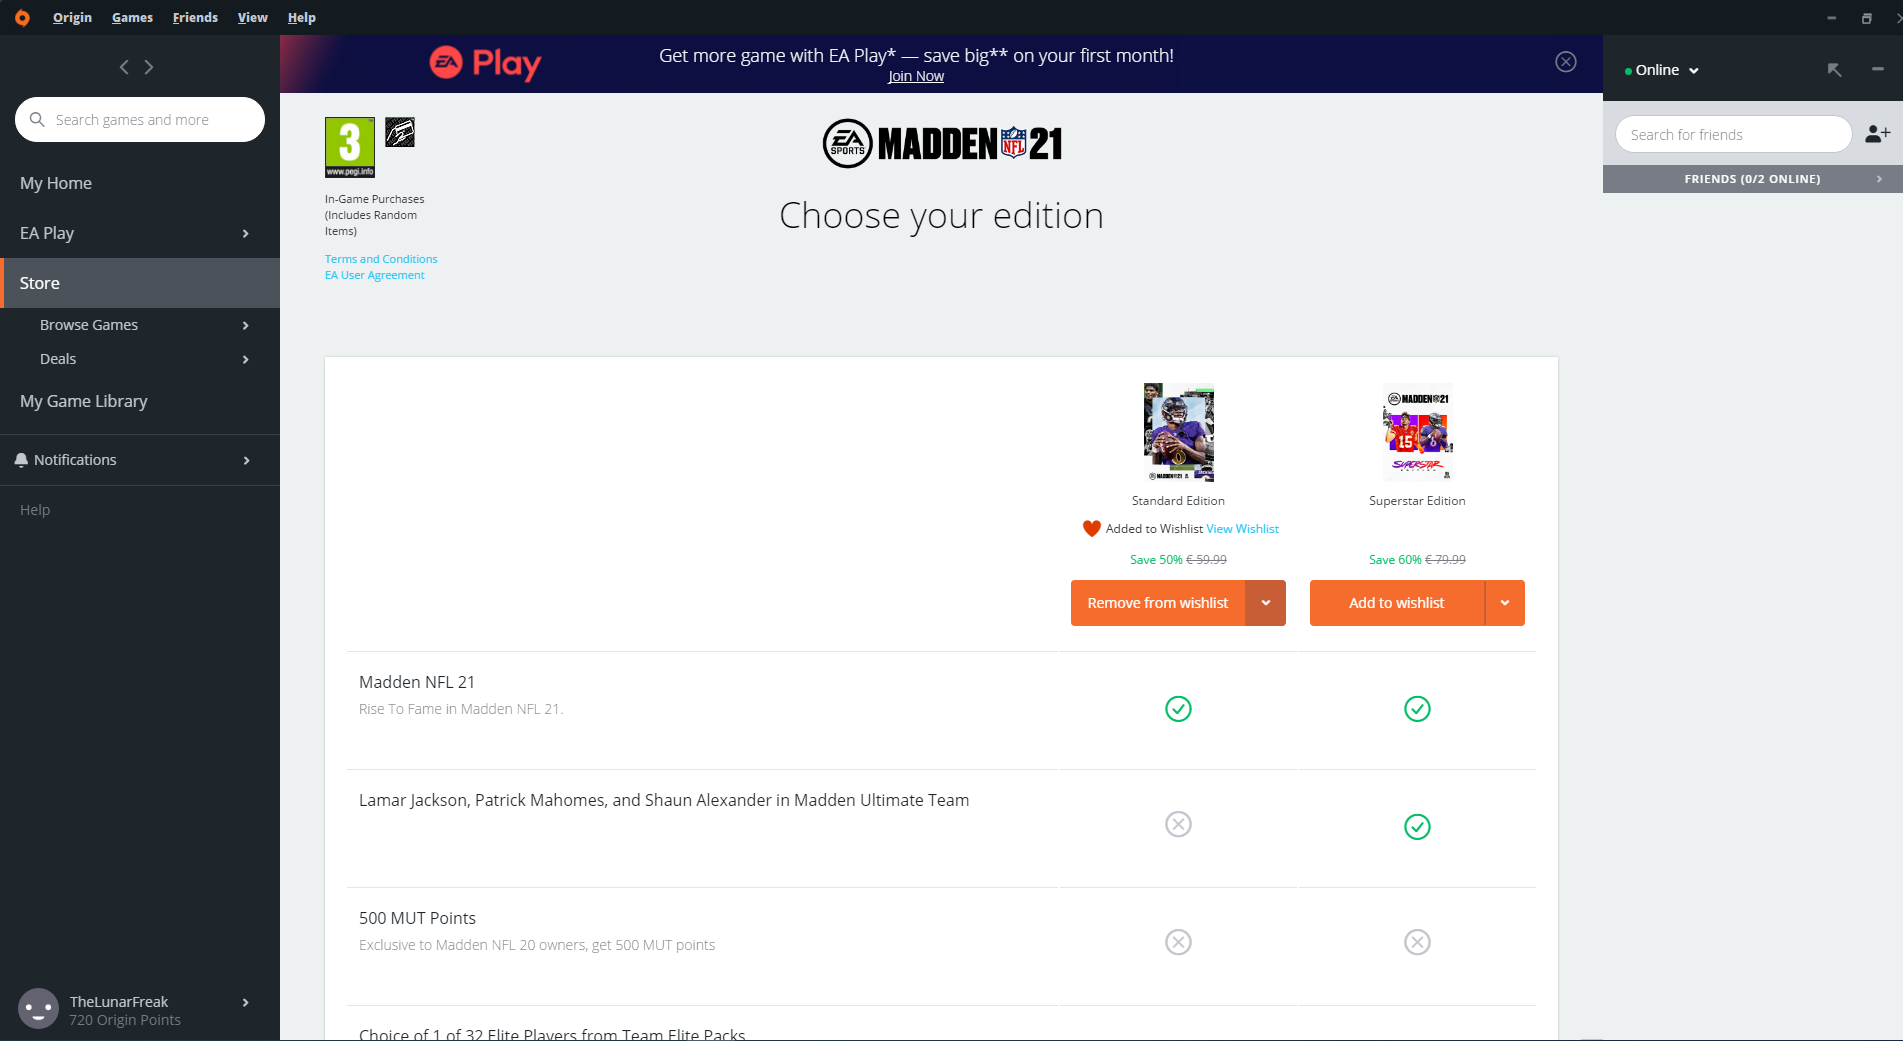 Origin Games Friends View Help
Search games and more
My Home
EA Play
Store
Browse Games
Deals
My Game Library
Notifications
Help
TheLunarFreak
720 Origin Points
EA Play
Get more game with EA Play* — save big** on your first month!
Join Now
3
www.pegi.info
In-Game Purchases
(Includes Random
Items)
Terms and Conditions
EA User Agreement
EA SPORTS MADDEN NFL 21
Choose your edition
MADDEN 21
15
8
SUPERSTAR
EDITION
Standard Edition
Superstar Edition
Added to Wishlist View Wishlist
Save 50% € 59.99
Save 60% € 79.99
Remove from wishlist
Add to wishlist
Madden NFL 21
Rise To Fame in Madden NFL 21.
Lamar Jackson, Patrick Mahomes, and Shaun Alexander in Madden Ultimate Team
500 MUT Points
Exclusive to Madden NFL 20 owners, get 500 MUT points
Choice of 1 of 32 Elite Players from Team Elite Packs
Online
Search for friends
FRIENDS (0/2 ONLINE)